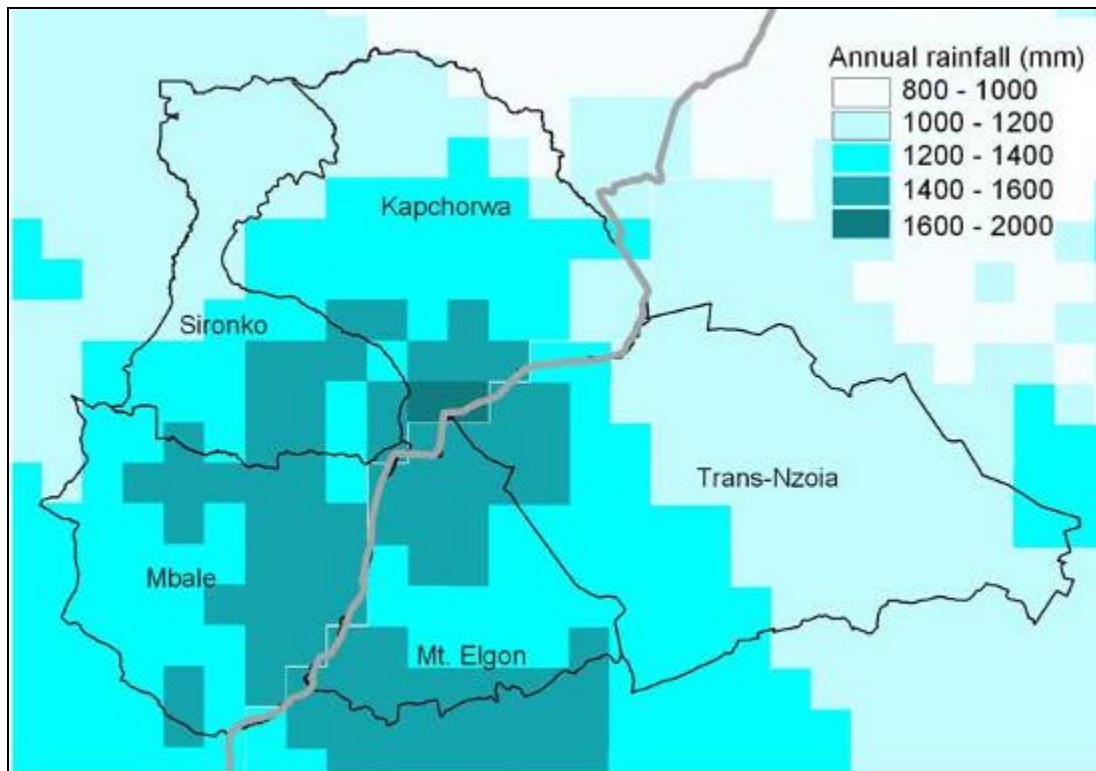 Annual rainfall (mm)
800 - 1000
1000 - 1200
1200 - 1400
1400 - 1600
1600 - 2000
Kapchorwa
Sironko
Trans-Nzoia
Mbale
Mt. Elgon